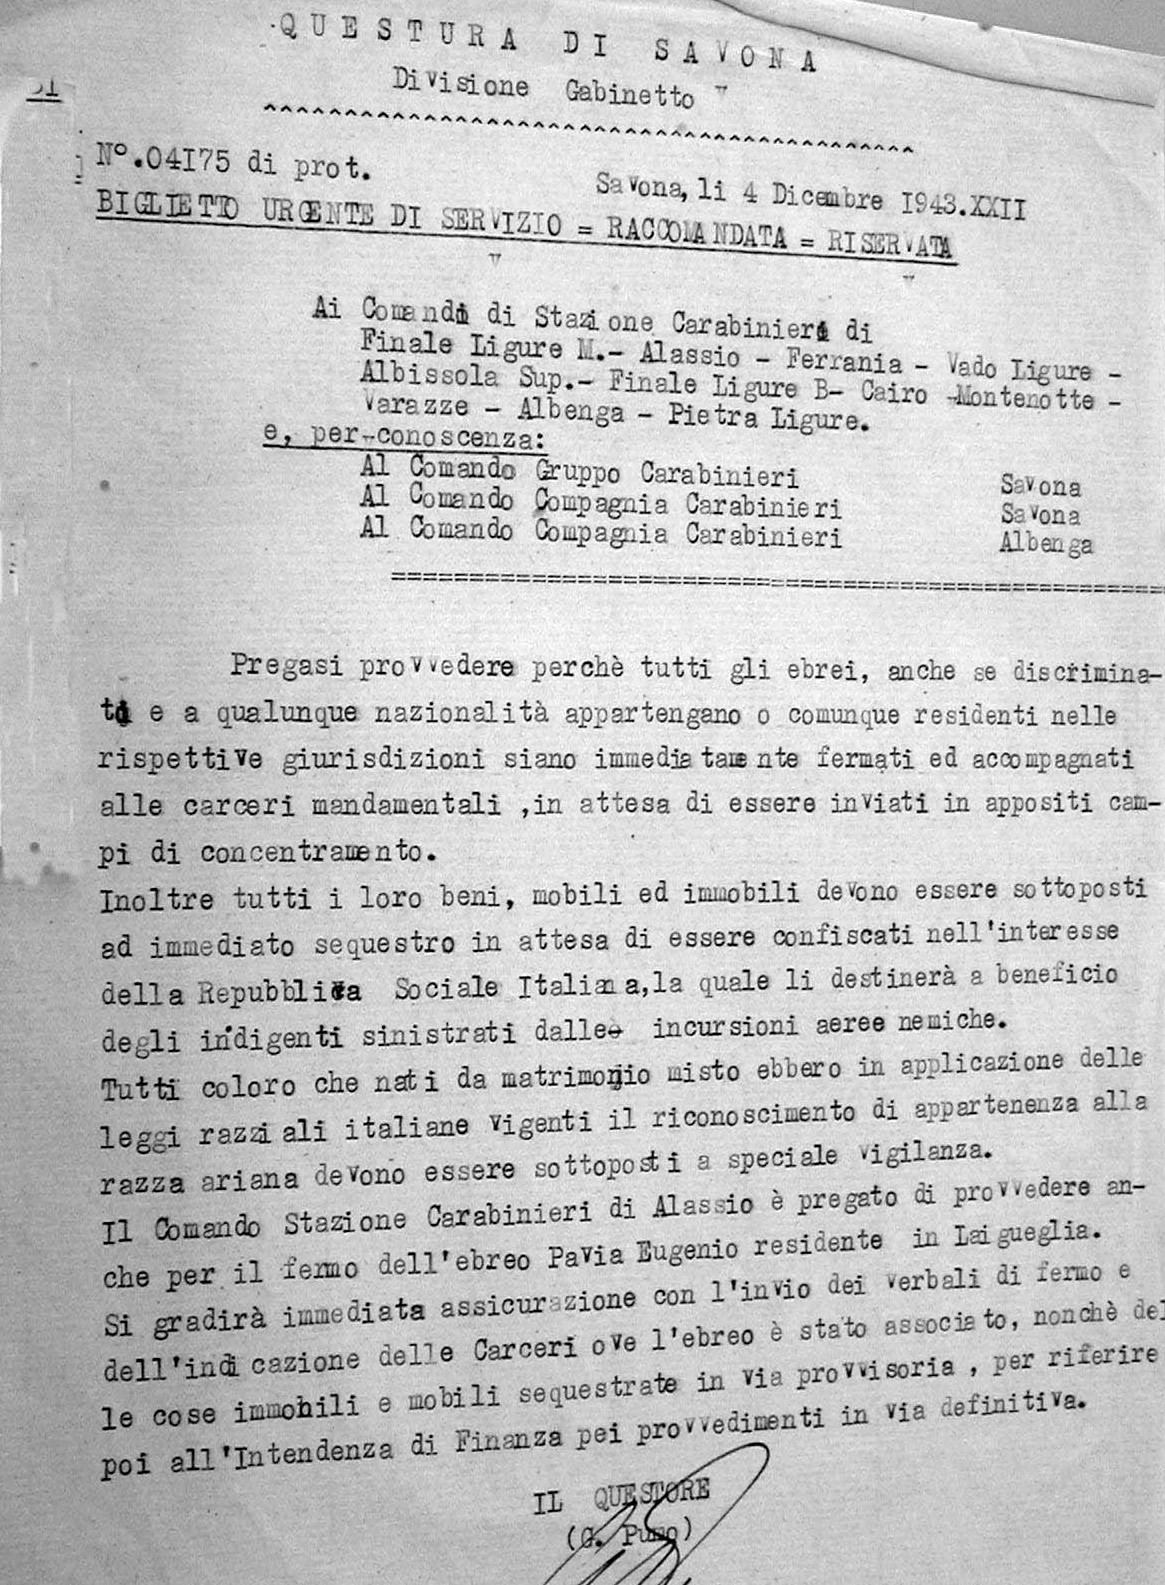 QUESTURA DI SAVONA
Divisione Gabinetto
N°.04I75 di prot.
Savona, li 4 Dicembre I943.XXII
BIGLIETTO URGENTE DI SERVIZIO = RACCOMANDATA = RISERVATA
Ai Comandi di Stazione Carabinieri di
Finale Ligure M.- Alassio - Ferrania - Vado Ligure -
Albissola Sup.- Finale Ligure B- Cairo -Montenotte -
Varazze - Albenga - Pietra Ligure.
e, per-conoscenza:
Al Comando Gruppo Carabinieri Savona
Al Comando Compagnia Carabinieri Savona
Al Comando Compagnia Carabinieri Albenga
==================================================
Pregasi provvedere perchè tutti gli ebrei, anche se discrimina-
ti e a qualunque nazionalità appartengano o comunque residenti nelle
rispettive giurisdizioni siano immediatamente fermati ed accompagnati
alle carceri mandamentali ,in attesa di essere inviati in appositi cam-
pi di concentramento.
Inoltre tutti i loro beni, mobili ed immobili devono essere sottoposti
ad immediato sequestro in attesa di essere confiscati nell'interesse
della Repubblica Sociale Italiana,la quale li destinerà a beneficio
degli indigenti sinistrati dalle incursioni aeree nemiche.
Tutti coloro che nati da matrimonio misto ebbero in applicazione delle
leggi razziali italiane vigenti il riconoscimento di appartenenza alla
razza ariana devono essere sottoposti a speciale vigilanza.
Il Comando Stazione Carabinieri di Alassio è pregato di provvedere an-
che per il fermo dell'ebreo Pavia Eugenio residente in Laigueglia.
Si gradirà immediata assicurazione con l'invio dei verbali di fermo e
dell'indicazione delle Carceri ove l'ebreo è stato associato, nonchè del
le cose immobili e mobili sequestrate in via provvisoria , per riferire
poi all'Intendenza di Finanza pei provvedimenti in via definitiva.
IL QUESTORE
(G. Pumo)